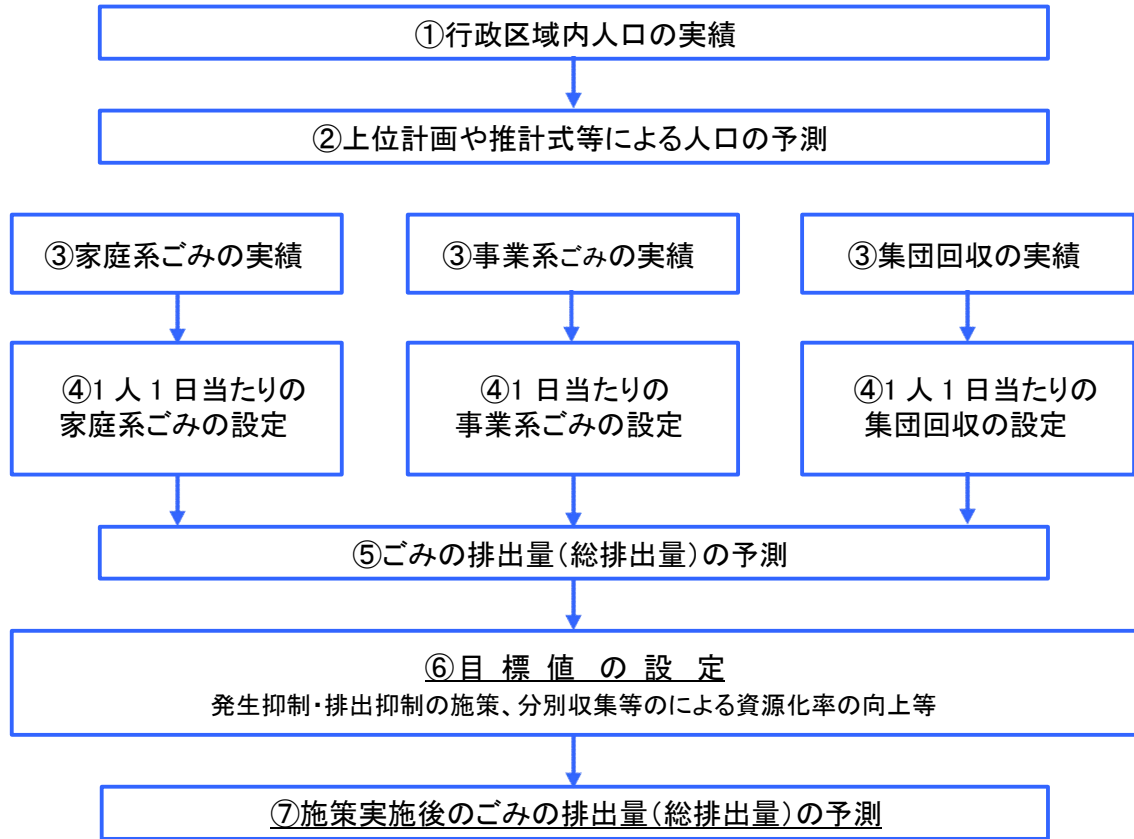 ①行政区域内人口の実績
②上位計画や推計式等による人口の予測
③家庭系ごみの実績
③事業系ごみの実績
③集団回収の実績
④1人1日当たりの
家庭系ごみの設定
④1日当たりの
事業系ごみの設定
④1人1日当たりの
集団回収の設定
⑤ごみの排出量(総排出量)の予測
⑥目 標 値 の 設 定
発生抑制・排出抑制の施策、分別収集等のによる資源化率の向上等
⑦施策実施後のごみの排出量(総排出量)の予測